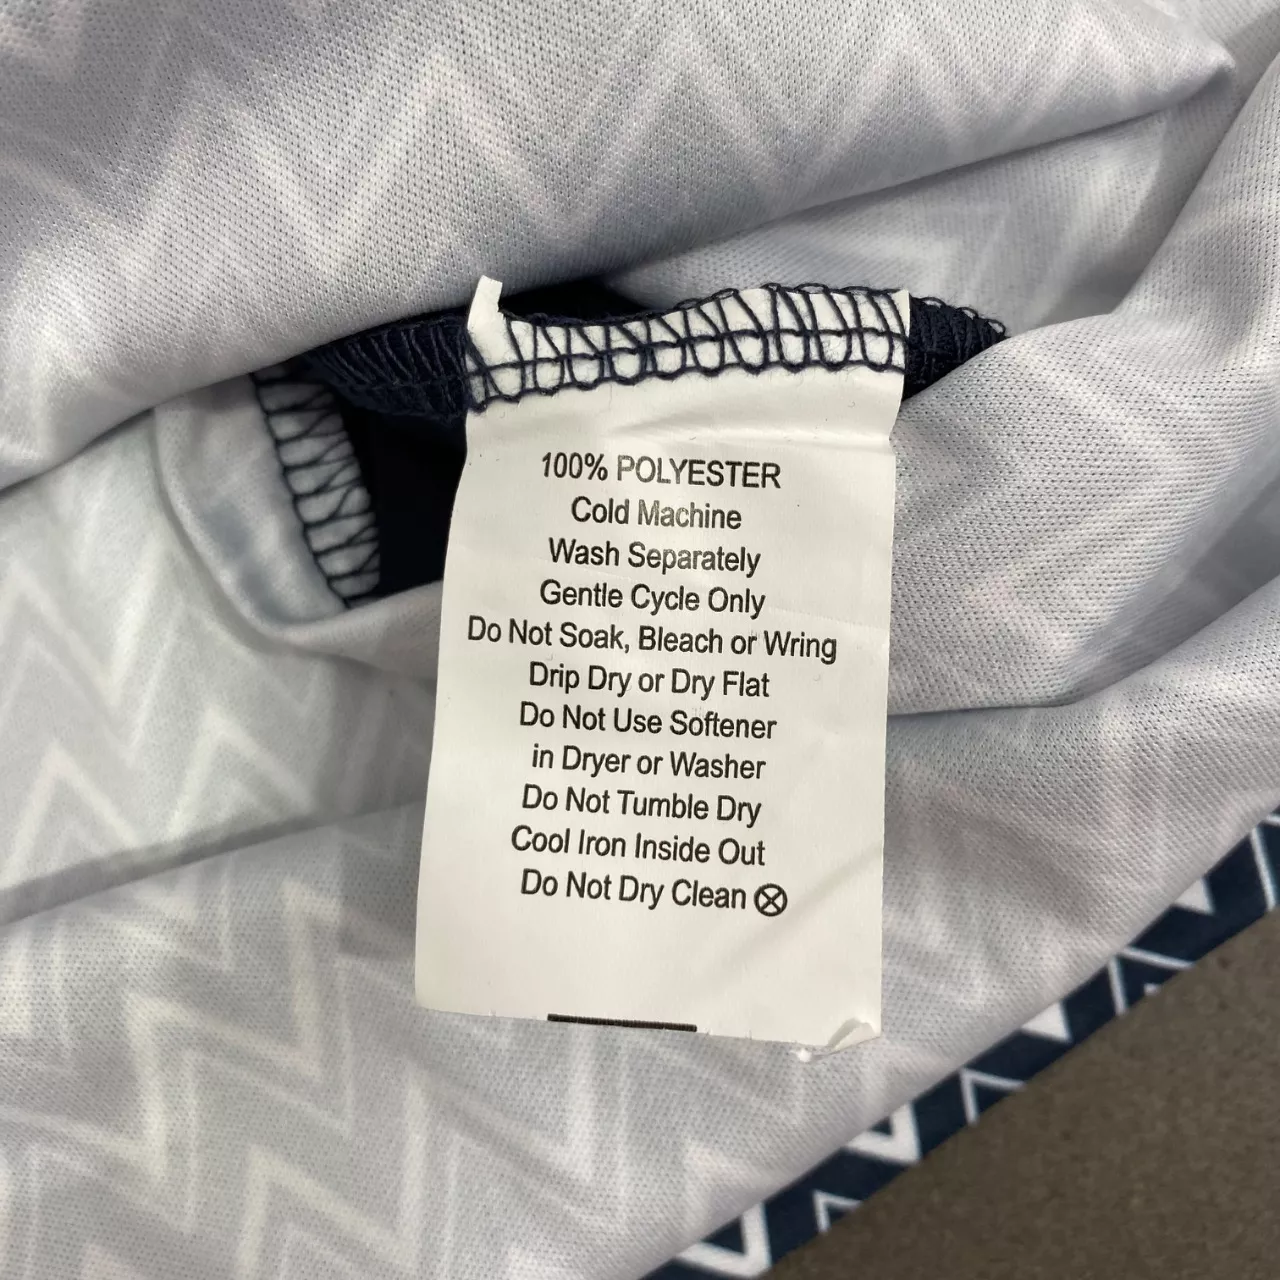 100% POLYESTER
Cold Machine
Wash Separately
Gentle Cycle Only
Do Not Soak, Bleach or Wring
Drip Dry or Dry Flat
Do Not Use Softener
in Dryer or Washer
Do Not Tumble Dry
Cool Iron Inside Out
Do Not Dry Clean